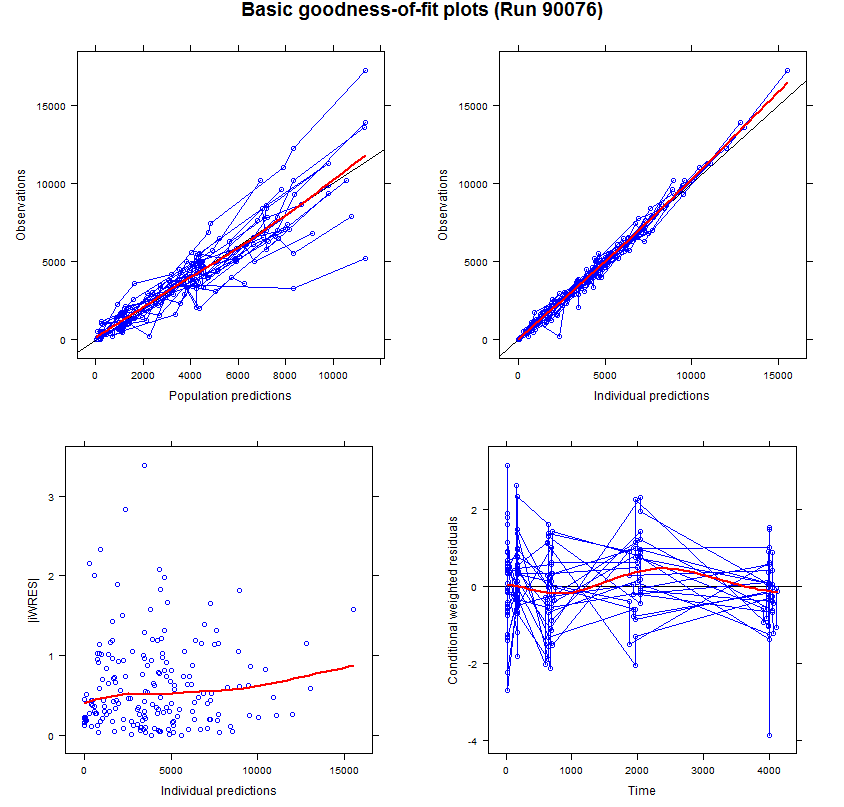 Basic goodness-of-fit plots (Run 90076)
Observations
15000
10000
5000
0
0 2000 4000 6000 8000 10000
Population predictions
Observations
15000
10000
5000
0
0 5000 10000 15000
Individual predictions
|iWRES|
3
2
1
0
0 5000 10000 15000
Individual predictions
Conditional weighted residuals
2
0
-2
-4
0 1000 2000 3000 4000
Time